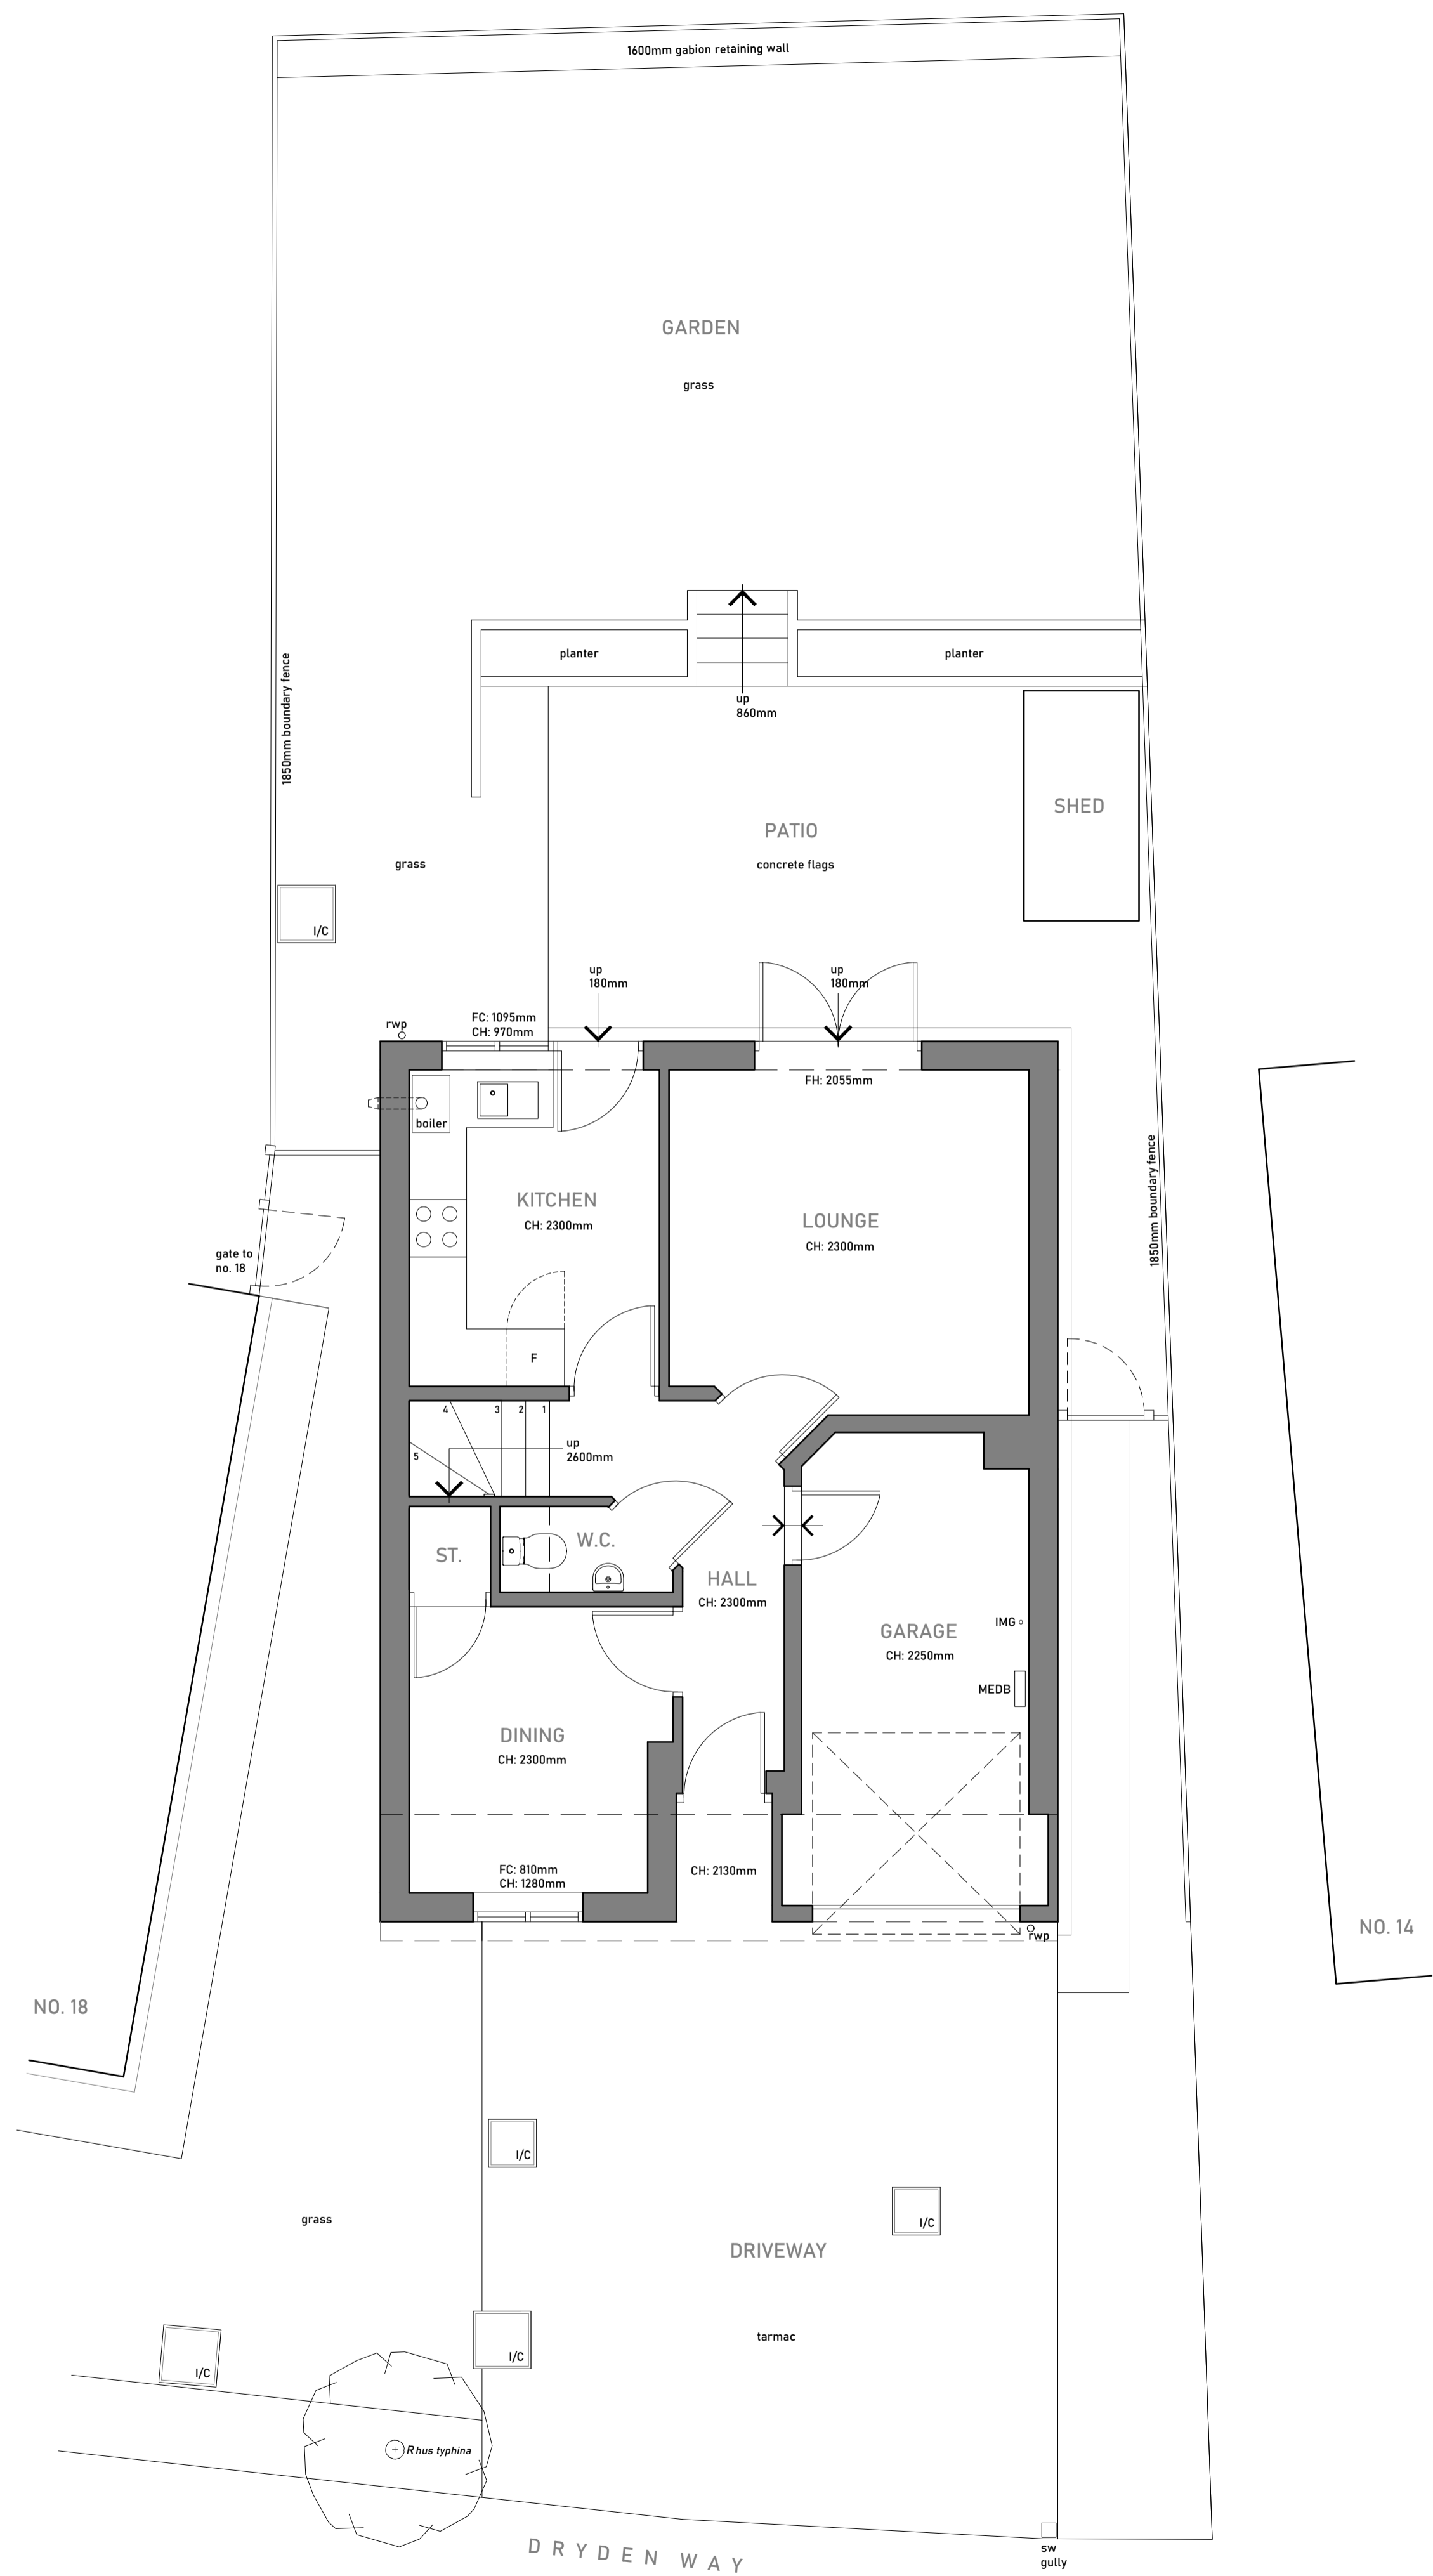 1600mm gabion retaining wall
GARDEN
grass
1850mm boundary fence
planter
planter
up
860mm
SHED
PATIO
concrete flags
grass
I/C
up
180mm
up
180mm
FC: 1095mm
CH: 970mm
rwp
FH: 2055mm
boiler
KITCHEN
CH: 2300mm
LOUNGE
CH: 2300mm
1850mm boundary fence
gate to
no. 18
F
4
3
2
1
5
up
2600mm
W.C.
ST.
HALL
CH: 2300mm
IMG
GARAGE
CH: 2250mm
MEDB
DINING
CH: 2300mm
FC: 810mm
CH: 1280mm
CH: 2130mm
rwp
NO. 14
NO. 18
I/C
I/C
grass
DRIVEWAY
tarmac
I/C
I/C
Rhus typhina
DRYDEN WAY
sw
gully